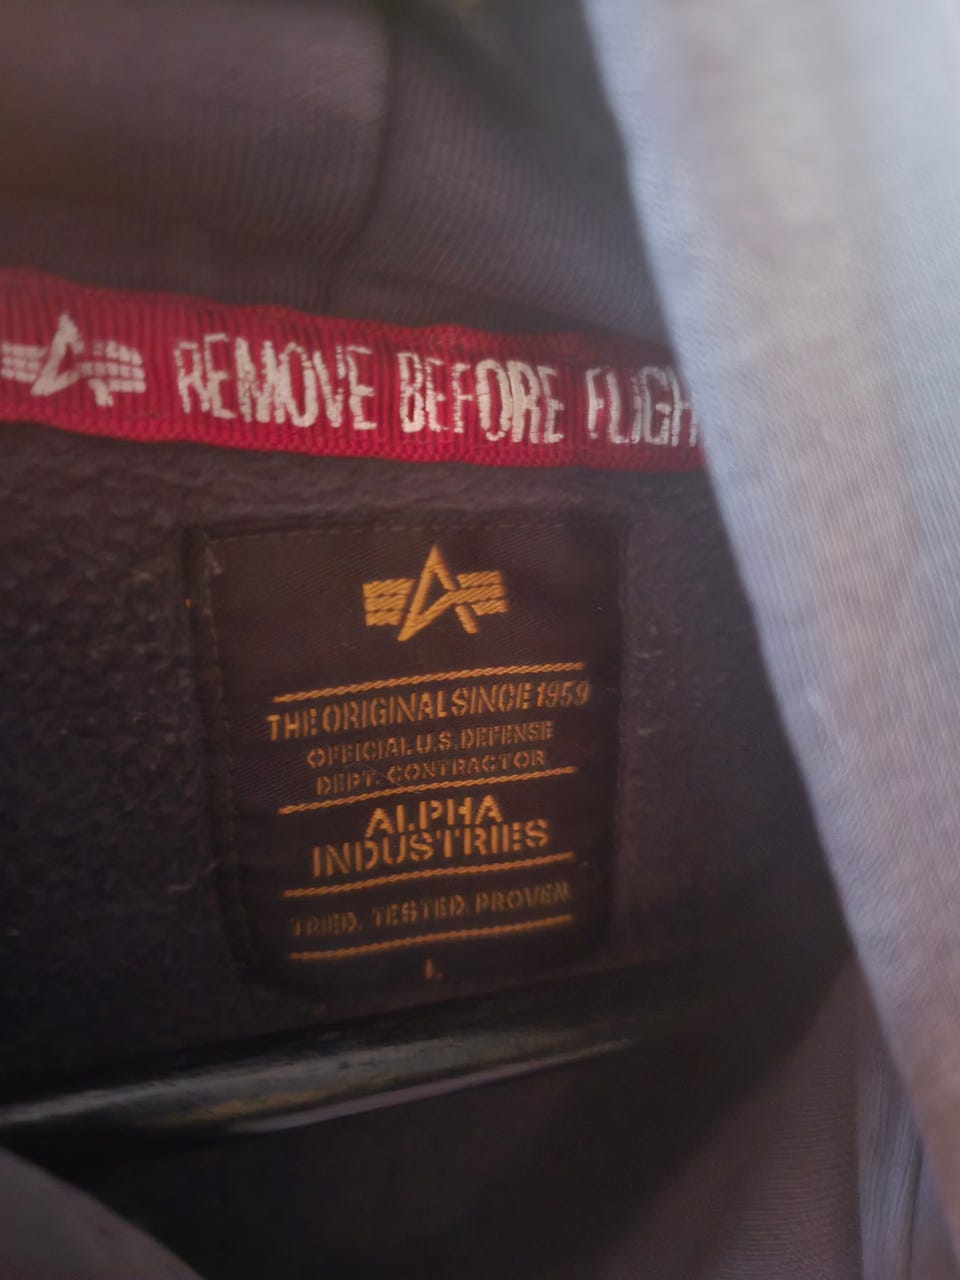 REMOVE BEFORE FLIGH
THE ORIGINAL SINCE 1959
OFFICIAL U.S. DEFENSE
DEPT. CONTRACTOR
ALPHA
INDUSTRIES
TRIED. TESTED. PROVEN.
L